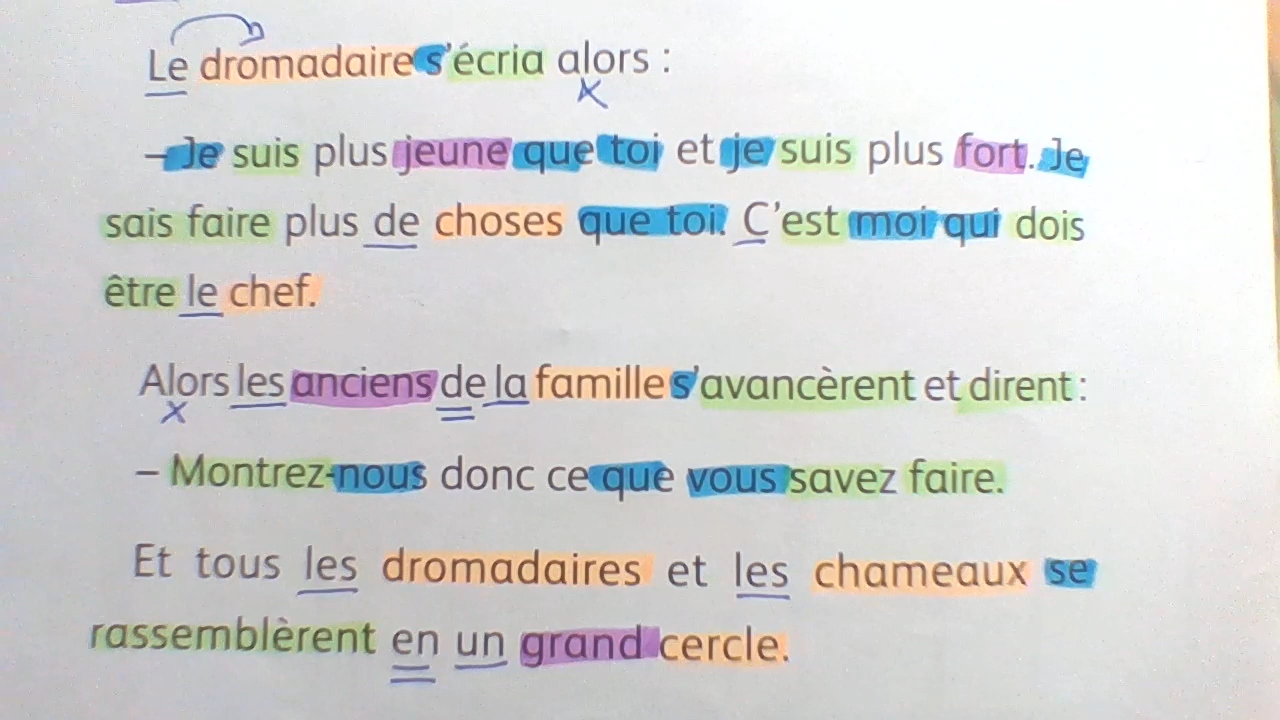 Le dromadaire s'écria alors :
– Je suis plus jeune que toi et je suis plus fort. Je
sais faire plus de choses que toi. C'est moi qui dois
être le chef.
Alors les anciens de la famille s'avancèrent et dirent :
– Montrez-nous donc ce que vous savez faire.
Et tous les dromadaires et les chameaux se
rassemblèrent en un grand cercle.